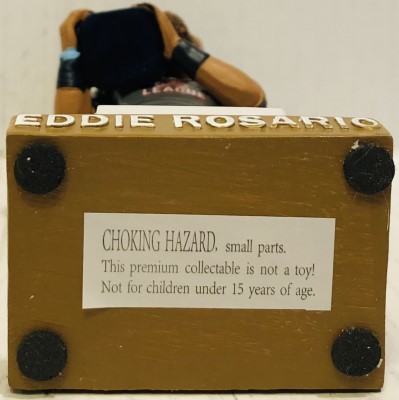 LEAGUE
EDDIE ROSARIO
CHOKING HAZARD, small parts.
This premium collectable is not a toy!
Not for children under 15 years of age.